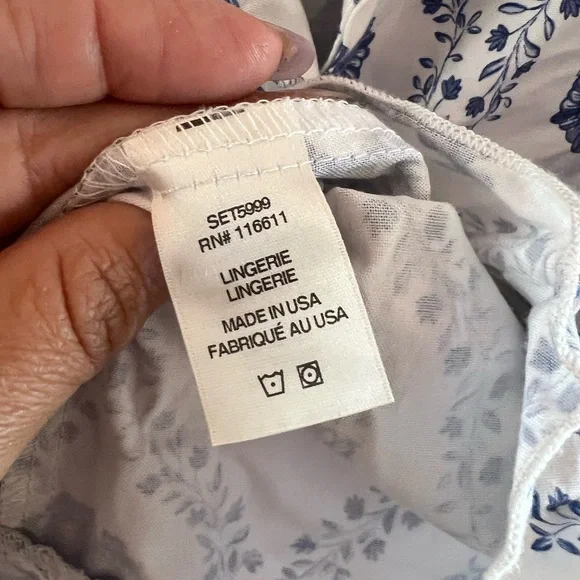 SET5999
RN# 116611
LINGERIE
LINGERIE
MADE IN USA
FABRIQUÉ AU USA